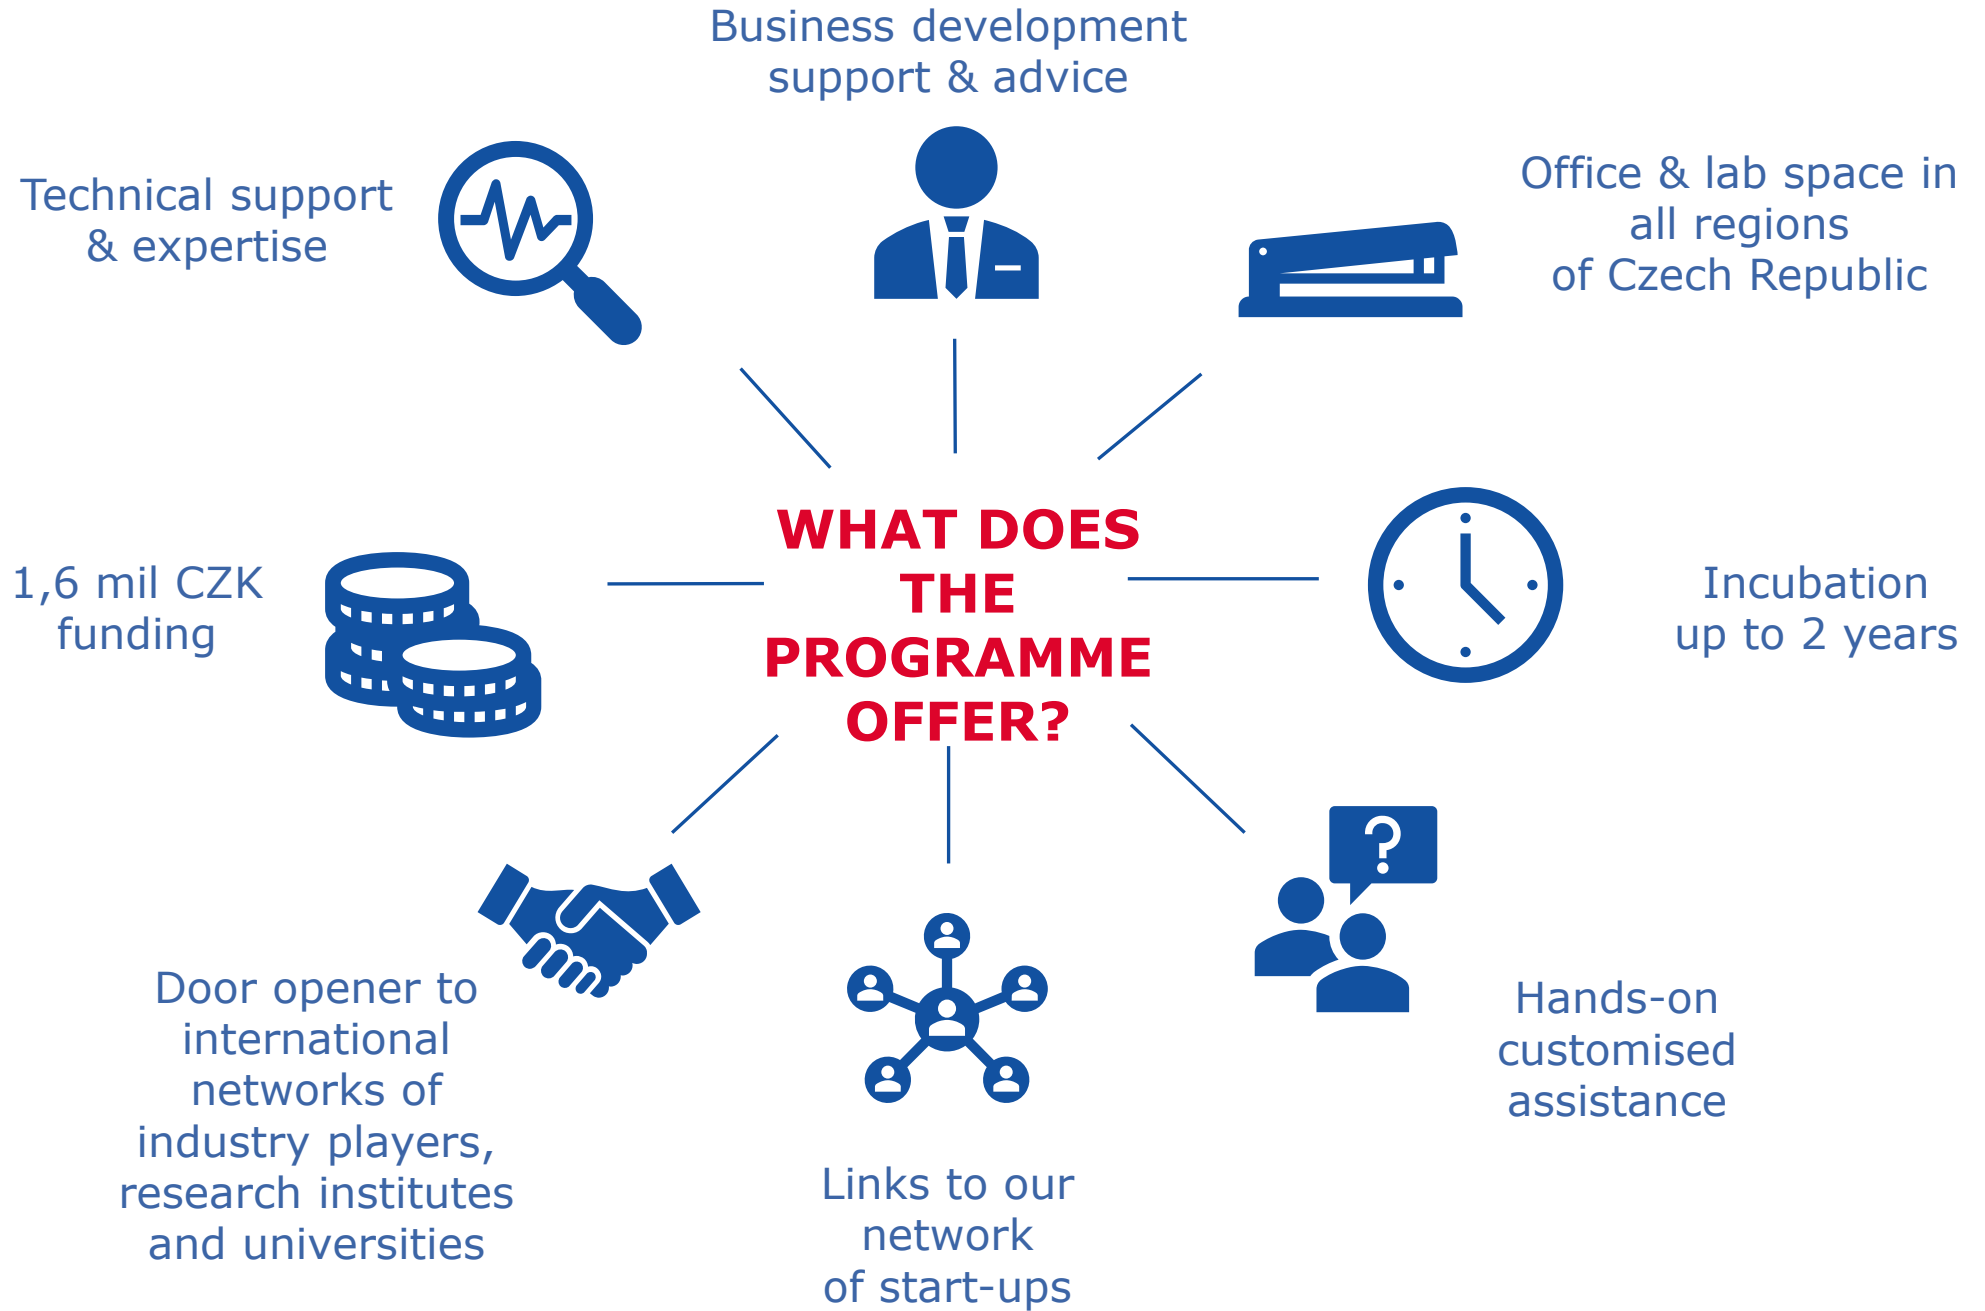 Business development
support & advice
Technical support
& expertise
Office & lab space in
all regions
of Czech Republic
WHAT DOES
THE
PROGRAMME
OFFER?
1,6 mil CZK
funding
Incubation
up to 2 years
?
Door opener to
international
networks of
industry players,
research institutes
and universities
Links to our
network
of start-ups
Hands-on
customised
assistance